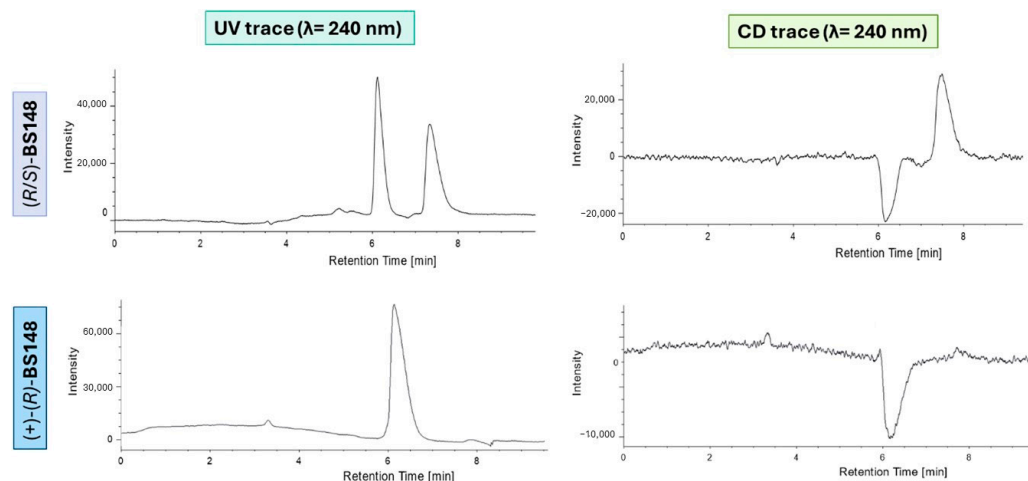 UV trace (λ= 240 nm)
CD trace (λ= 240 nm)
(R/S)-BS148
Intensity
40,000
20,000
0
0 2 4 6 8
Retention Time [min]
Intensity
20,000
0
−20,000
0 2 4 6 8
Retention Time [min]
(+)-(R)-BS148
Intensity
60,000
30,000
0
0 2 4 6 8
Retention Time [min]
Intensity
0
−10,000
0 2 4 6 8
Retention Time [min]